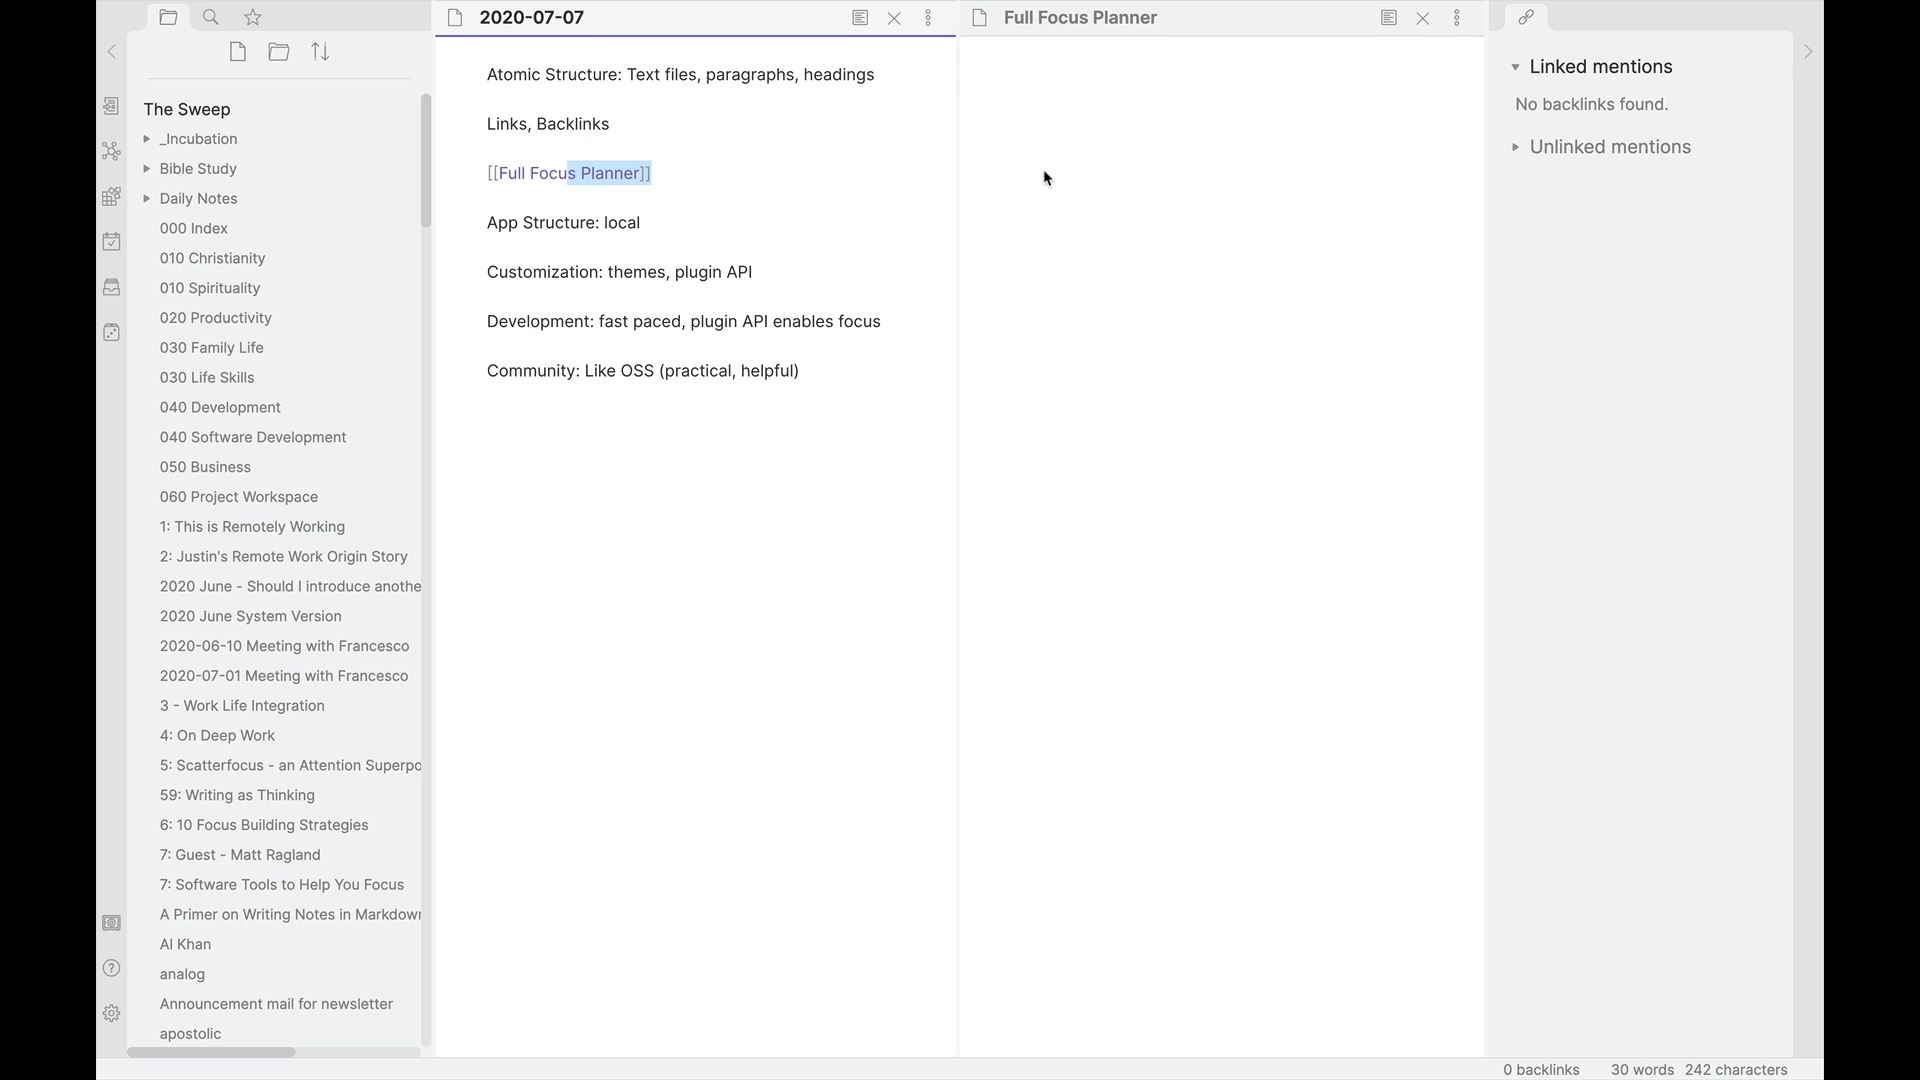 2020-07-07
Full Focus Planner
The Sweep
_Incubation
Bible Study
Daily Notes
000 Index
010 Christianity
010 Spirituality
020 Productivity
030 Family Life
030 Life Skills
040 Development
040 Software Development
050 Business
060 Project Workspace
1: This is Remotely Working
2: Justin's Remote Work Origin Story
2020 June - Should I introduce anothe
2020 June System Version
2020-06-10 Meeting with Francesco
2020-07-01 Meeting with Francesco
3 - Work Life Integration
4: On Deep Work
5: Scatterfocus - an Attention Superpo
59: Writing as Thinking
6: 10 Focus Building Strategies
7: Guest - Matt Ragland
7: Software Tools to Help You Focus
A Primer on Writing Notes in Markdown
Al Khan
analog
Announcement mail for newsletter
apostolic
Atomic Structure: Text files, paragraphs, headings
Links, Backlinks
[[Full Focus Planner]]
App Structure: local
Customization: themes, plugin API
Development: fast paced, plugin API enables focus
Community: Like OSS (practical, helpful)
Linked mentions
No backlinks found.
Unlinked mentions
0 backlinks 30 words 242 characters